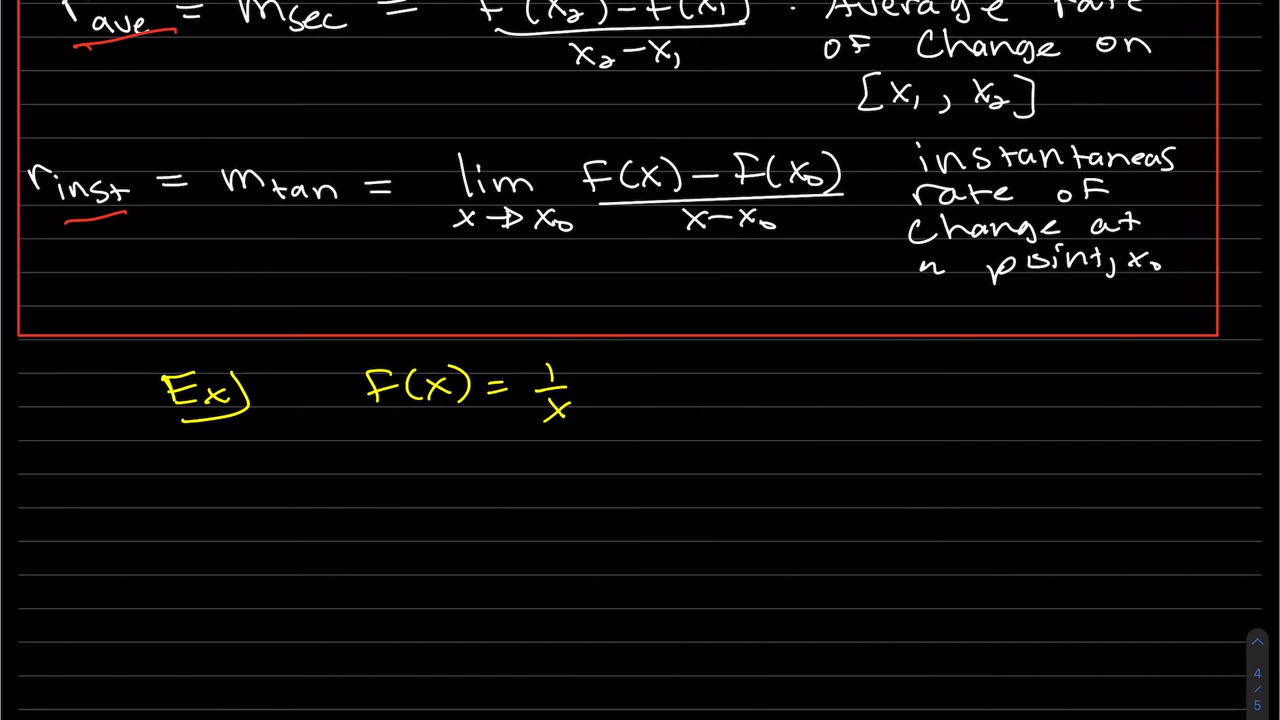 r_ave = m_sec = F(x₂) - F(x₁) / x₂ - x₁ . Average rate
of Change on
[x₁, x₂]
r_inst = m_tan = lim x→x₀ F(x) - F(x₀) / x - x₀ instantaneas
rate of
Change at
a point, x₀
Ex) F(x) = 1/x
4
/
5